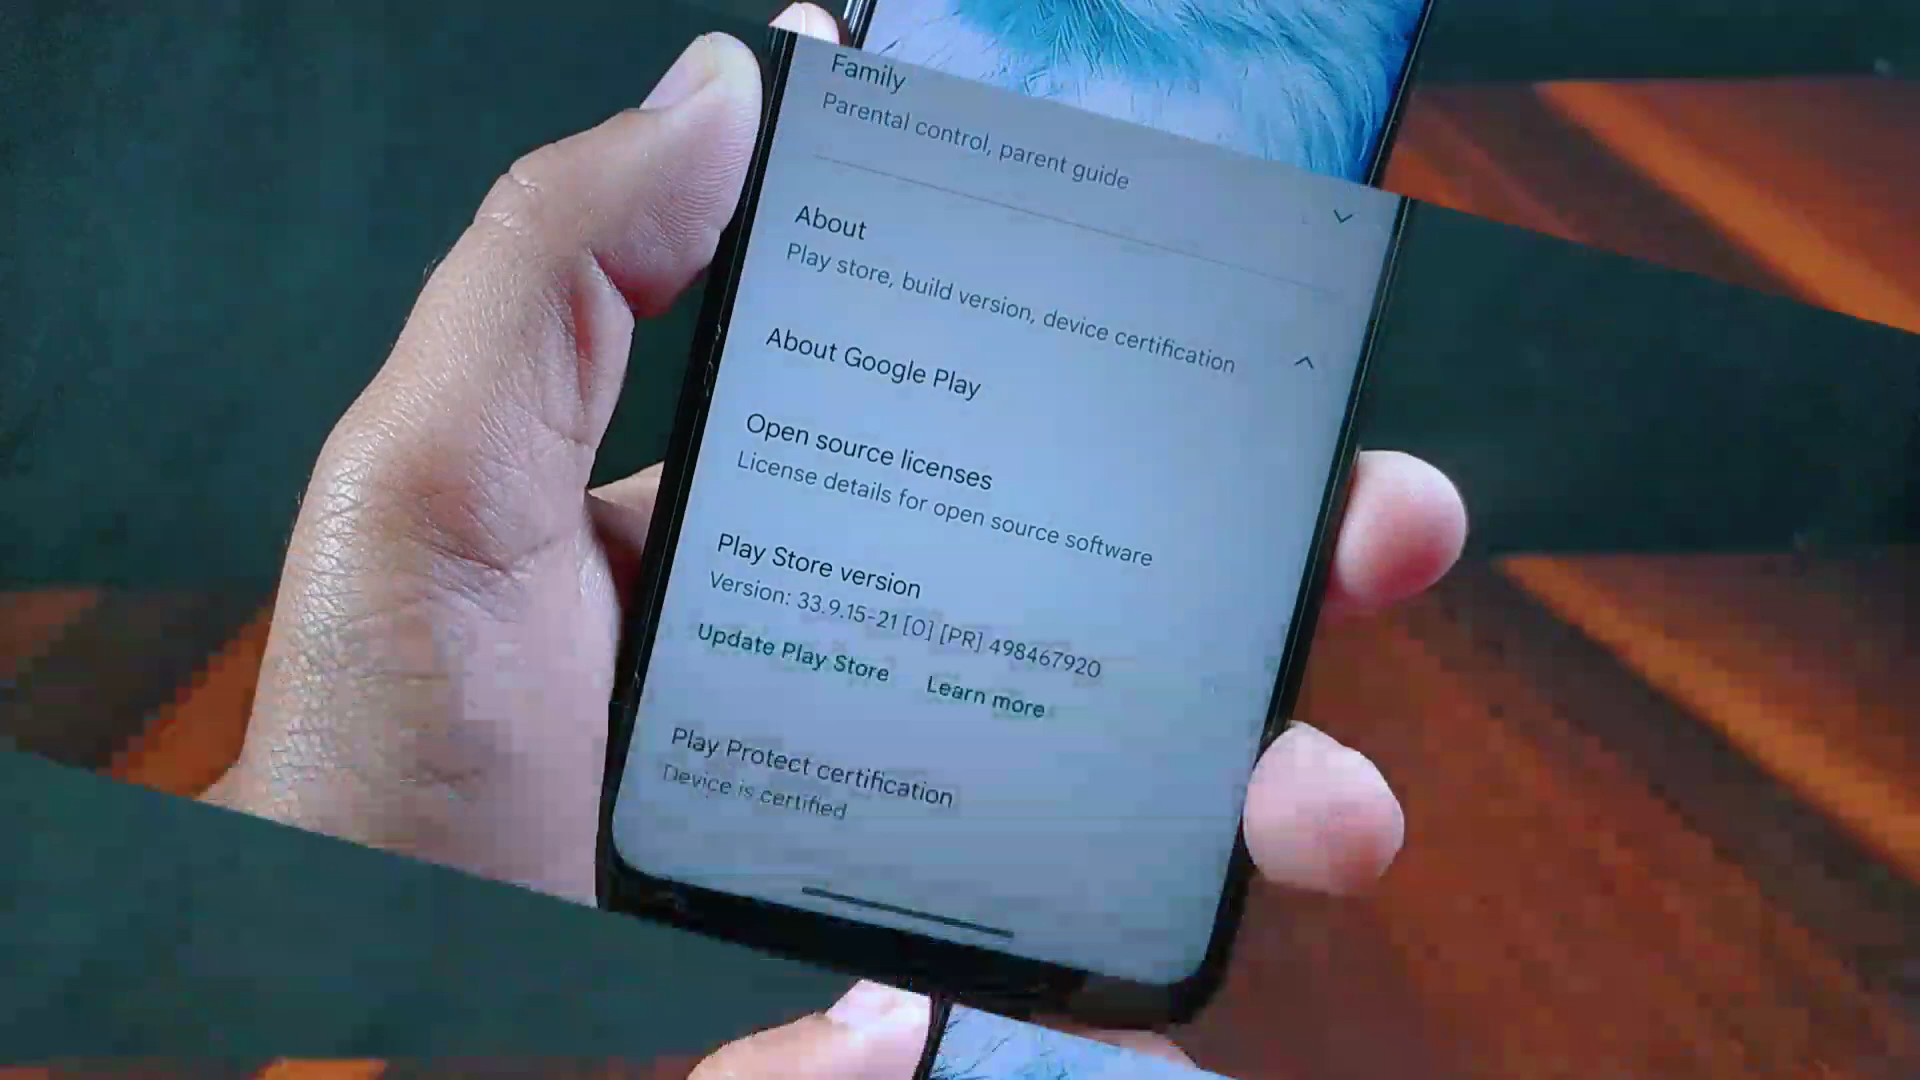 Family
Parental control, parent guide
About
Play store, build version, device certification
About Google Play
Open source licenses
License details for open source software
Play Store version
Version: 33.9.15-21 [0] [PR] 498467920
Update Play Store
Learn more
Play Protect certification
Device is certified